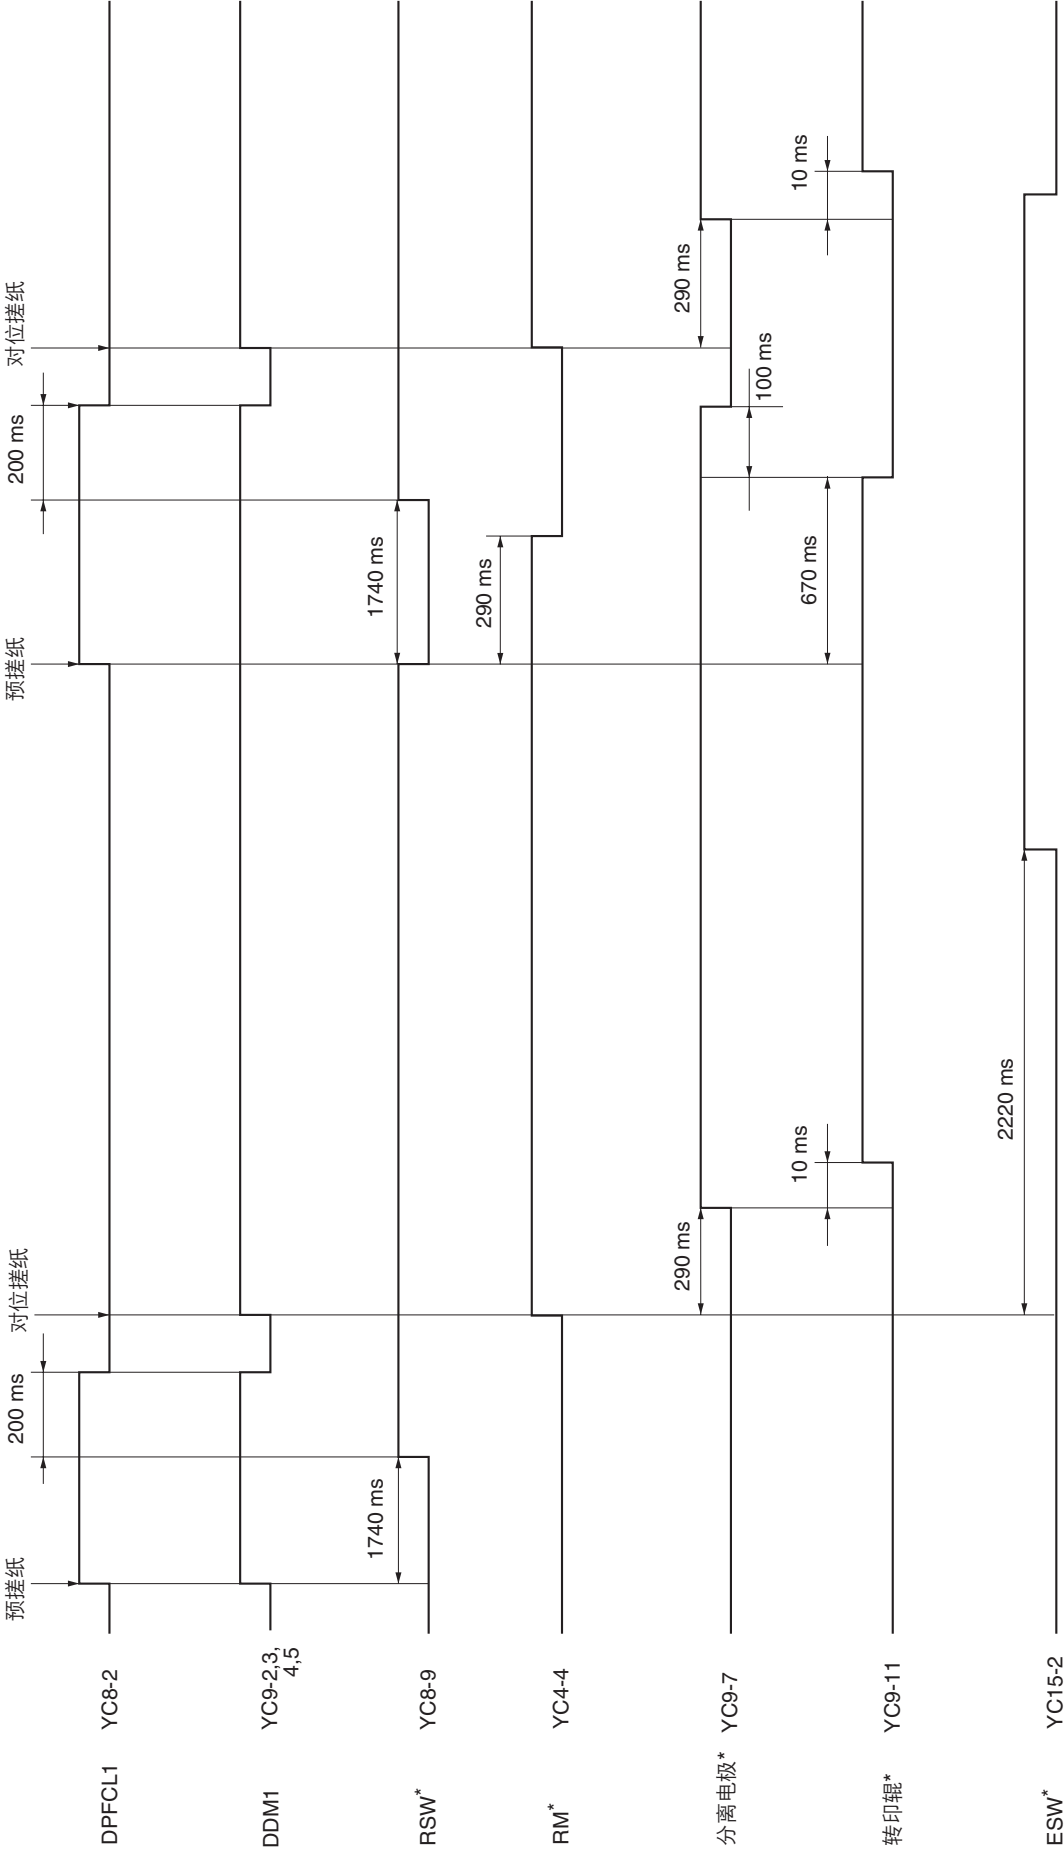 预搓纸
对位搓纸
预搓纸
对位搓纸
200 ms
200 ms
DPFCL1 YC8-2
DDM1 YC9-2,3,
4,5
1740 ms
1740 ms
RSW* YC8-9
290 ms
RM* YC4-4
290 ms
290 ms
分离电极* YC9-7
100 ms
10 ms
670 ms
10 ms
转印辊* YC9-11
2220 ms
ESW* YC15-2